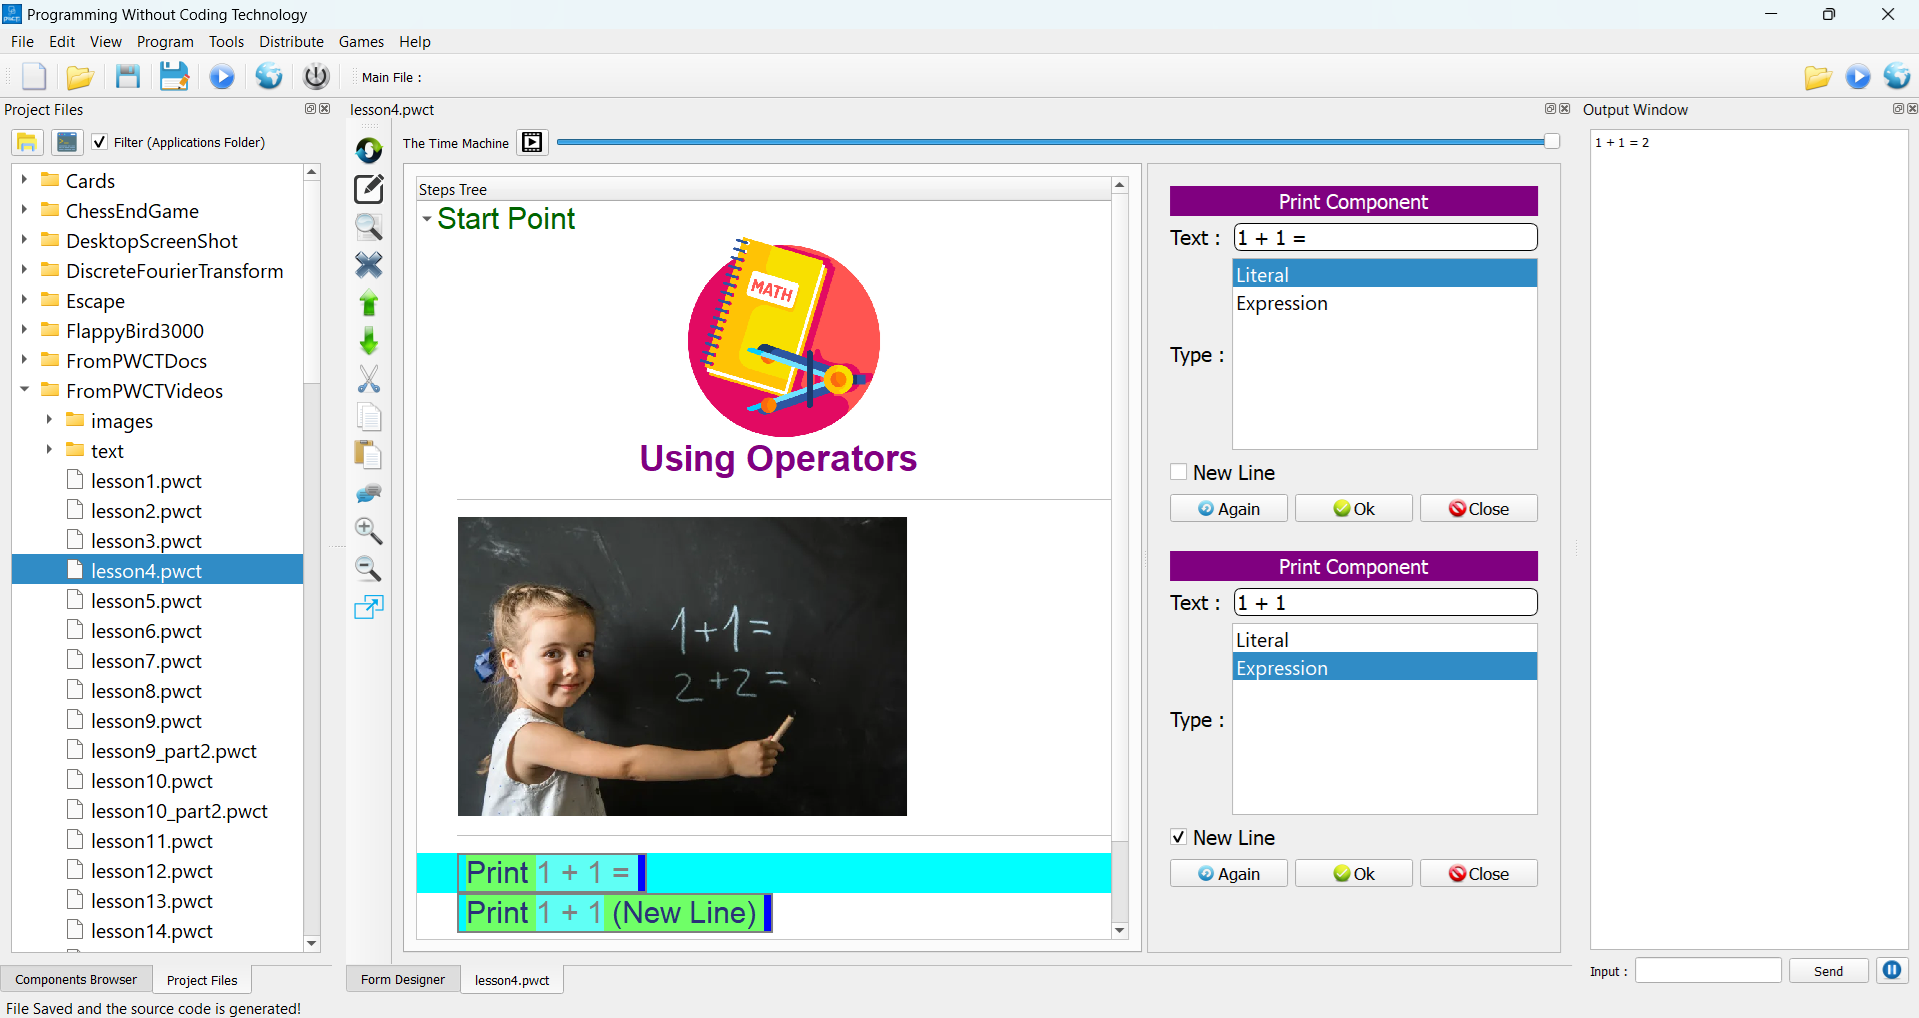 Programming Without Coding Technology
File Edit View Program Tools Distribute Games Help
Main File :
Project Files
Filter (Applications Folder)
Cards
ChessEndGame
DesktopScreenShot
DiscreteFourierTransform
Escape
FlappyBird3000
FromPWCTDocs
FromPWCTVideos
images
text
lesson1.pwct
lesson2.pwct
lesson3.pwct
lesson4.pwct
lesson5.pwct
lesson6.pwct
lesson7.pwct
lesson8.pwct
lesson9.pwct
lesson9_part2.pwct
lesson10.pwct
lesson10_part2.pwct
lesson11.pwct
lesson12.pwct
lesson13.pwct
lesson14.pwct
Components Browser Project Files
lesson4.pwct
The Time Machine
Steps Tree
Start Point
MATH
Using Operators
1+1=
2+2=
Print 1 + 1 =
Print 1 + 1 (New Line)
Form Designer lesson4.pwct
Print Component
Text : 1 + 1 =
Literal
Expression
Type :
New Line
Again Ok Close
Print Component
Text : 1 + 1
Literal
Expression
Type :
New Line
Again Ok Close
Output Window
1 + 1 = 2
Input : Send
File Saved and the source code is generated!